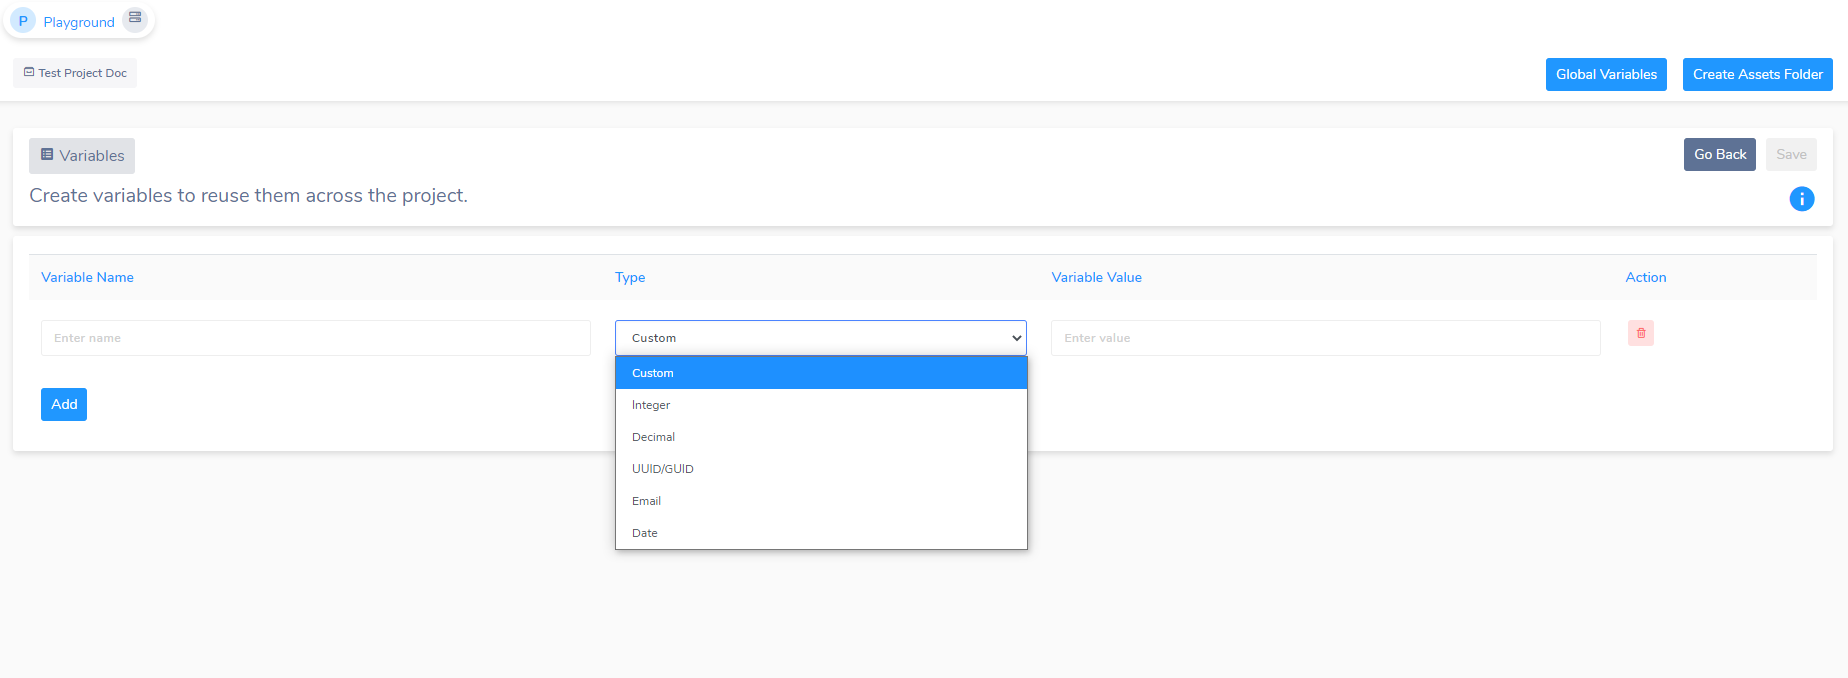 P Playground
Test Project Doc
Global Variables
Create Assets Folder
Variables
Go Back
Save
Create variables to reuse them across the project.
i
Variable Name
Type
Variable Value
Action
Enter name
Custom
Enter value
Custom
Integer
Decimal
UUID/GUID
Email
Date
Add